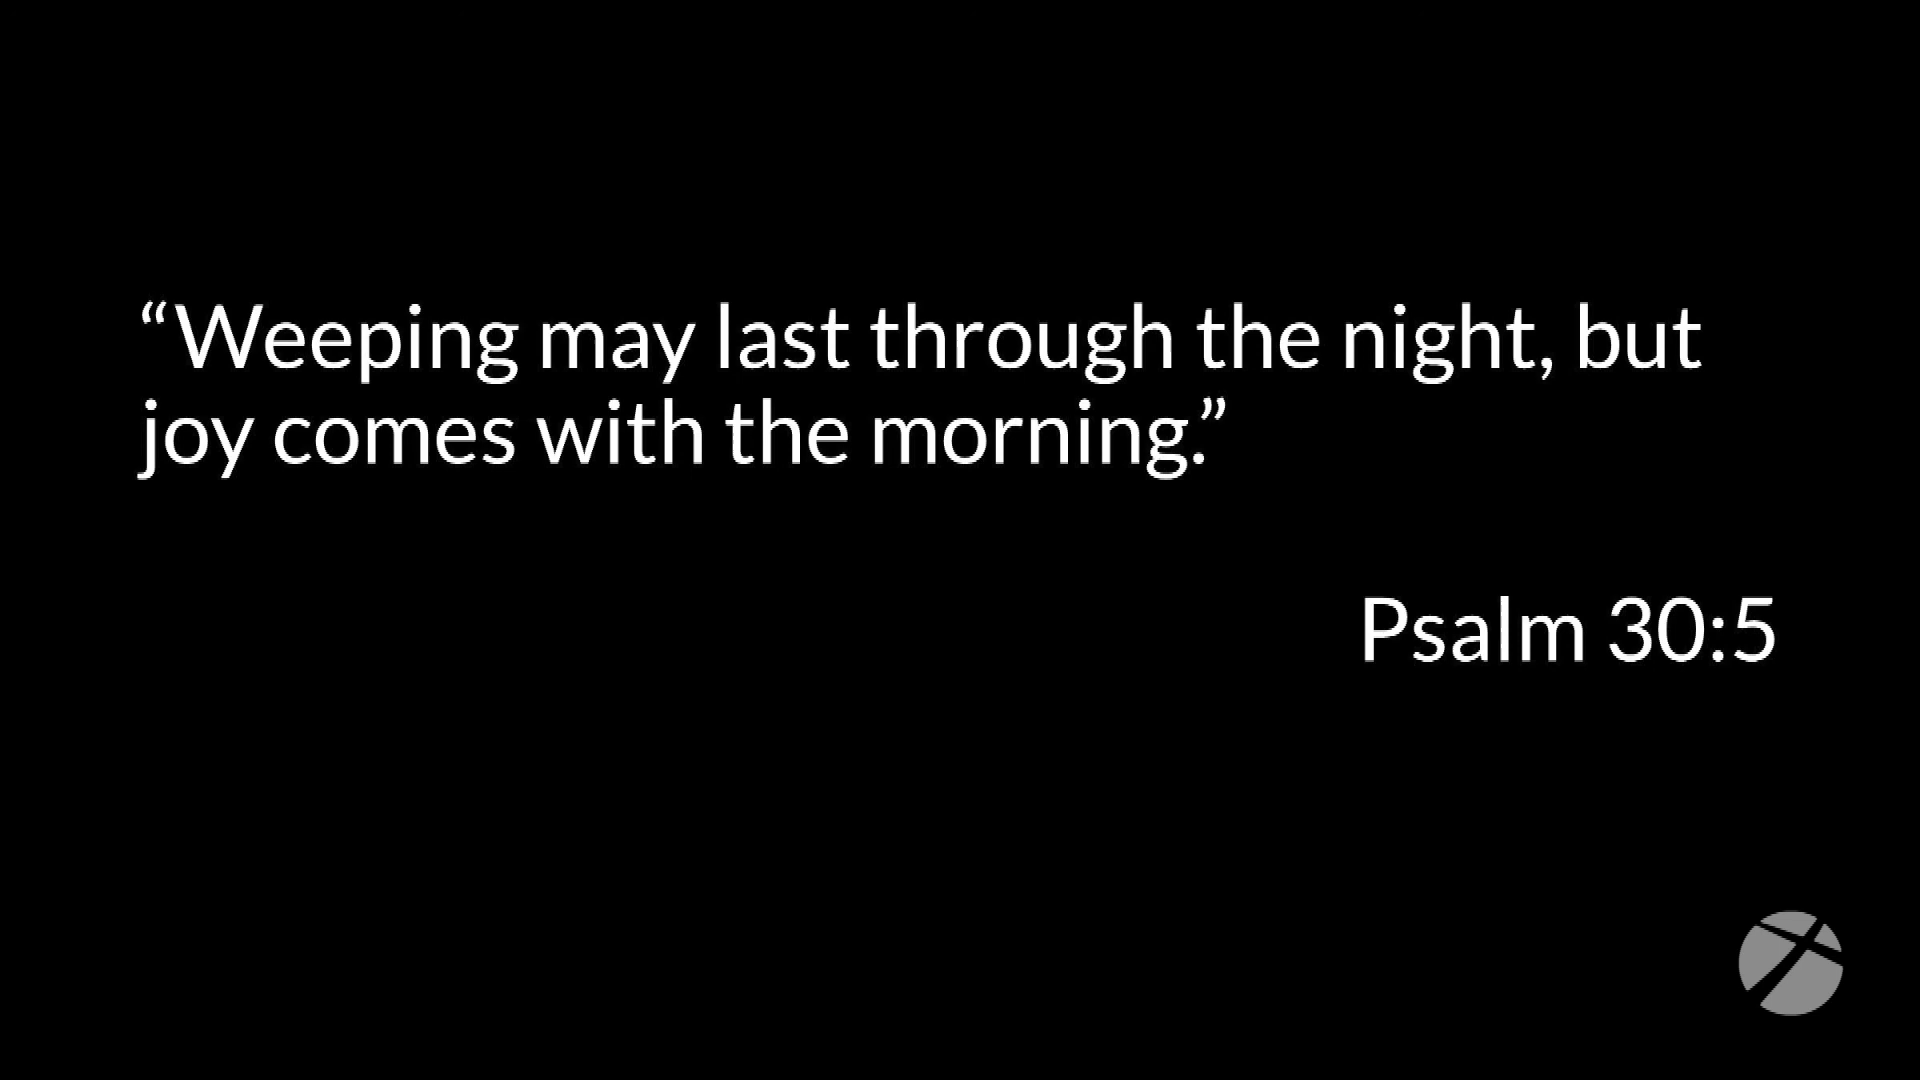 “Weeping may last through the night, but
joy comes with the morning.”
Psalm 30:5